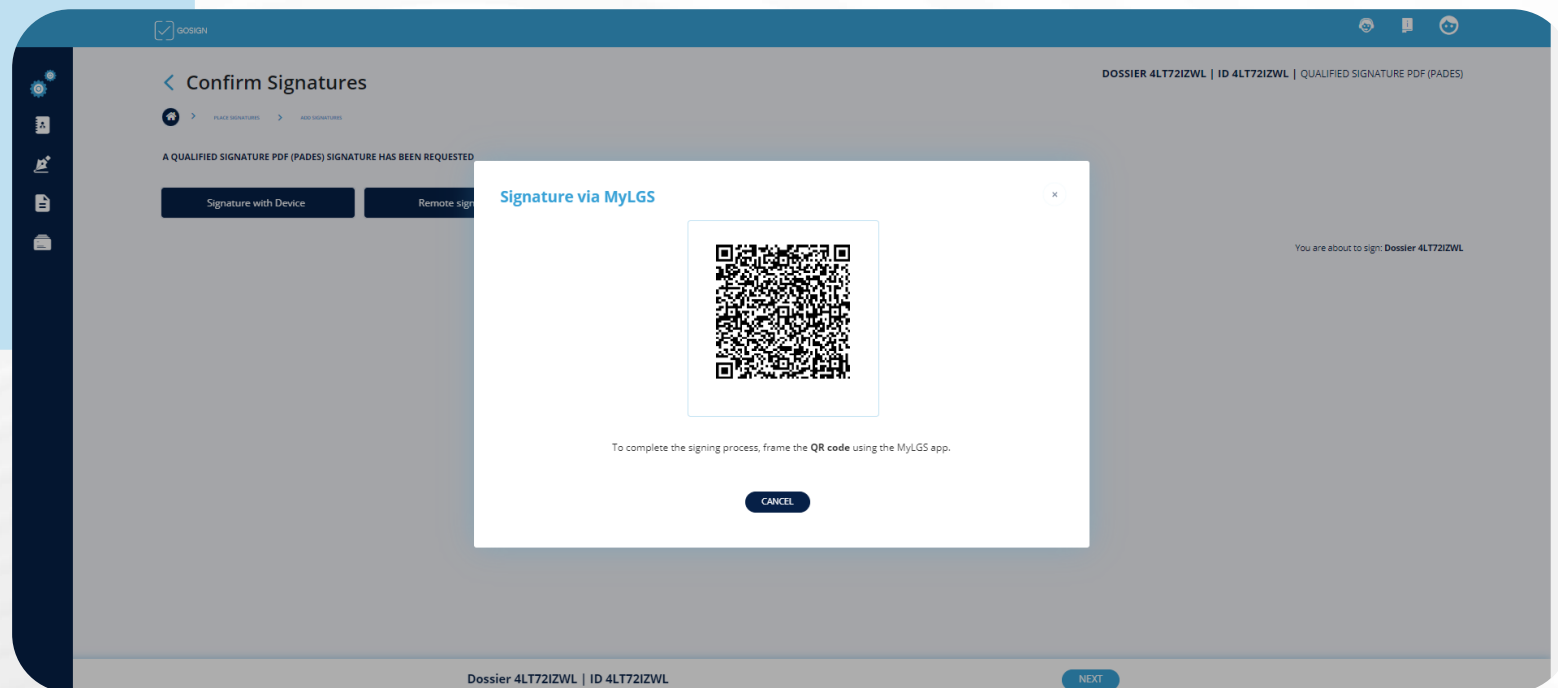 GOSIGN
Confirm Signatures
DOSSIER 4LT72IZWL | ID 4LT72IZWL | QUALIFIED SIGNATURE PDF (PADES)
PLACE SIGNATURES > ADD SIGNATURES
A QUALIFIED SIGNATURE PDF (PADES) SIGNATURE HAS BEEN REQUESTED
Signature with Device
Remote sign
You are about to sign: Dossier 4LT72IZWL
Signature via MyLGS
To complete the signing process, frame the QR code using the MyLGS app.
CANCEL
Dossier 4LT72IZWL | ID 4LT72IZWL
NEXT